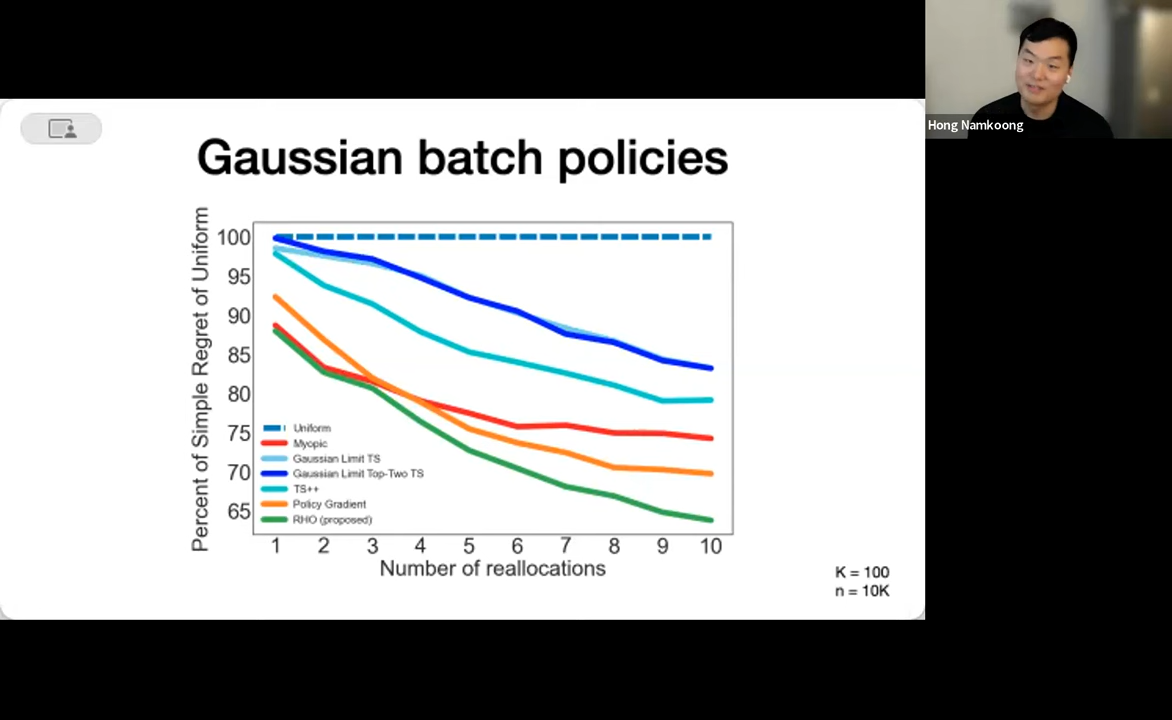 Hong Namkoong
Gaussian batch policies
Percent of Simple Regret of Uniform
100
95
90
85
80
75
70
65
Uniform
Myopic
Gaussian Limit TS
Gaussian Limit Top-Two TS
TS++
Policy Gradient
RHO (proposed)
1 2 3 4 5 6 7 8 9 10
Number of reallocations
K = 100
n = 10K